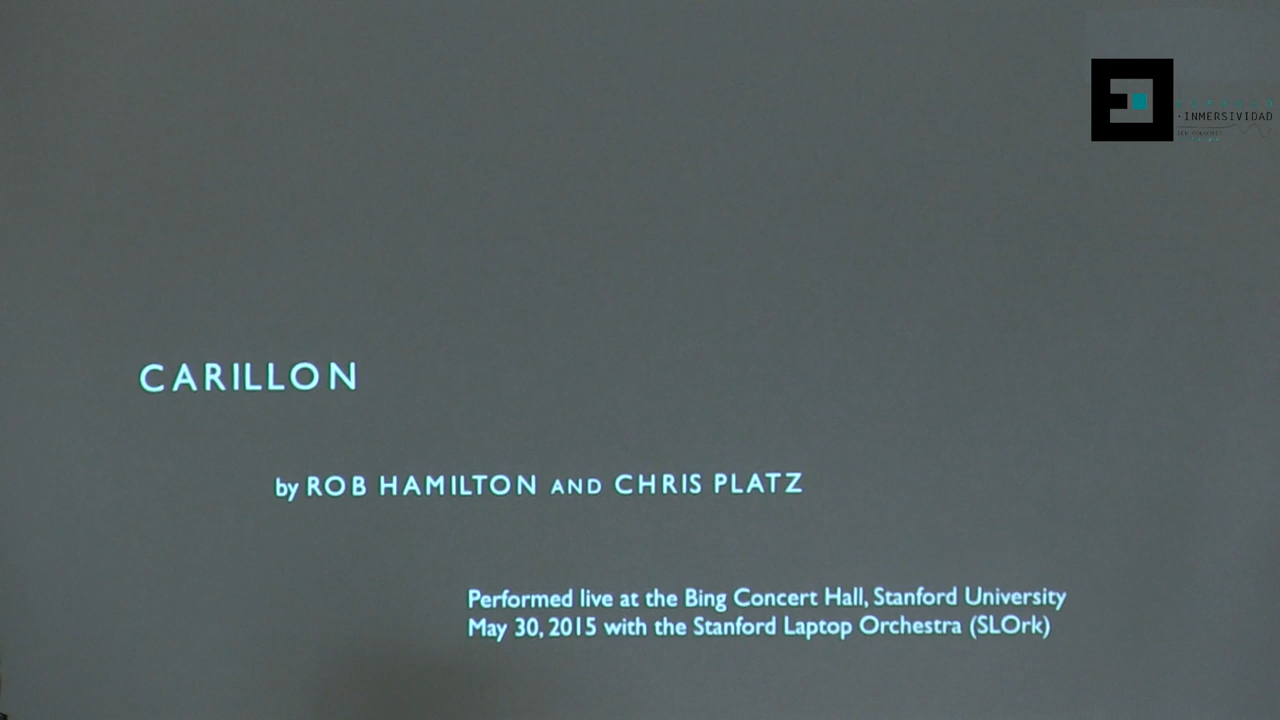 ·INMERSIVIDAD
CARILLON
by ROB HAMILTON AND CHRIS PLATZ
Performed live at the Bing Concert Hall, Stanford University
May 30, 2015 with the Stanford Laptop Orchestra (SLOrk)